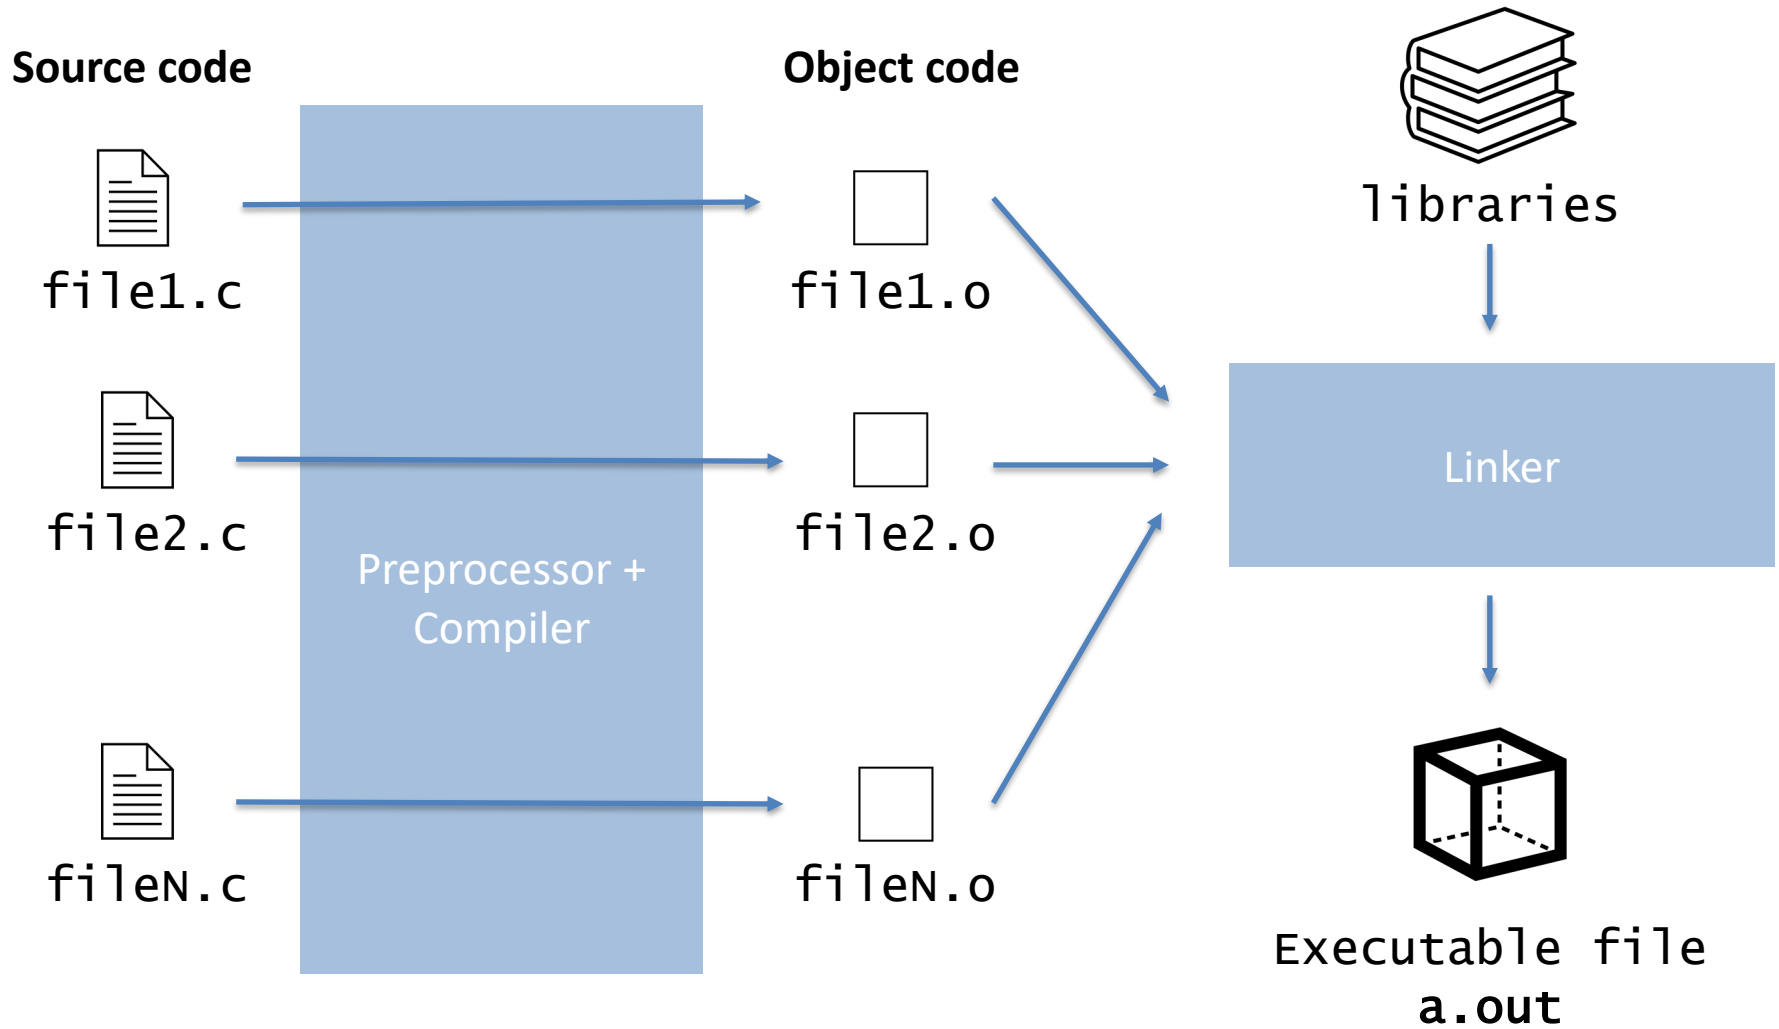 Source code
Object code
libraries
file1.c
file1.o
Linker
file2.c
file2.o
Preprocessor +
Compiler
fileN.c
fileN.o
Executable file
a.out